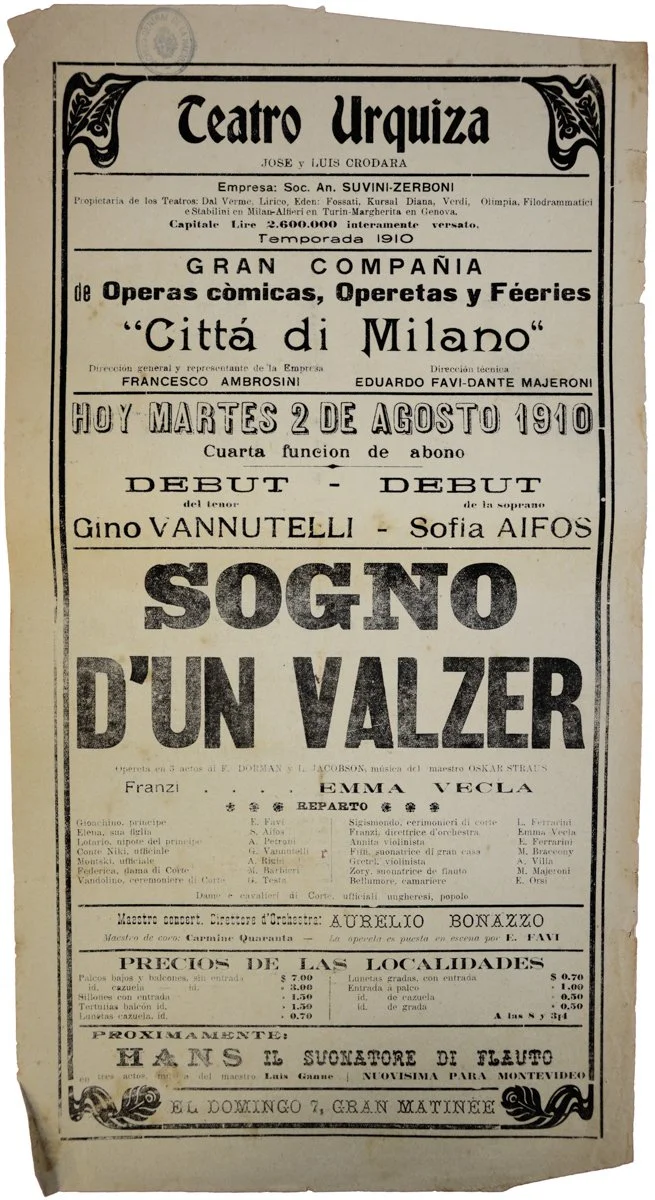 Teatro Urquiza
JOSE y LUIS CRODARA
Empresa: Soc. An. SUVINI-ZERBONI
Propietaria de los Teatros: Dal Verme, Lirico, Eden: Fossati, Kursal Diana, Verdi, Olimpia, Filodrammatici
e Stabilini en Milan-Alfieri en Turin-Margherita en Genova.
Capitale Lire 2.600.000 interamente versato.
Temporada 1910
GRAN COMPAÑIA
de Operas còmicas, Operetas y Féeries
"Cittá di Milano"
Dirección general y representante de la Empresa
FRANCESCO AMBROSINI
Dirección técnica
EDUARDO FAVI-DANTE MAJERONI
HOY MARTES 2 DE AGOSTO 1910
Cuarta funcion de abono
DEBUT - DEBUT
del tenor de la soprano
Gino VANNUTELLI - Sofia AIFOS
SOGNO
D'UN VALZER
Opereta en 3 actos di F. DORMAN y L. JACOBSON, música del maestro OSKAR STRAUS
Franzi . . . . EMMA VECLA
REPARTO
Gioachino, principe E. Favi
Elena, sua figlia S. Aifos
Lotario, nipote del principe A. Petroni
Conte Niki, ufficiale G. Vannutelli
Montski, ufficiale A.
Federica, dama di Corte M. Barbieri
Vandolino, ceremoniere di Corte G. Testa
Sigismondo, cerimonieri di corte L. Ferrarini
Franzi, direttrice d'orchestra Emma Vecla
Annita violinista E. Ferrarini
Fifi, suonatrice di gran casa M. Braccony
Gretel, violinista A. Villa
Zory, suonatrice de flauto M. Majeroni
Bellumore, camariere E. Orsi
Dame e cavalieri di Corte, ufficiali ungheresi, popolo
Maestro concert. Direttore d'Orchestra: AURELIO BONAZZO
Maestro de coro: Carmine Quaranta — La opereta es puesta en escena por E. FAVI
PRECIOS DE LAS LOCALIDADES
Palcos bajos y balcones, sin entrada $ 7.00
id. cazuela — id. » 3.00
Sillones con entrada » 1.50
Tertulias balcón id. » 1.50
Lunetas cazuela, id. » 0.70
Lunetas gradas, con entrada $ 0.70
Entrada a palco » 1.00
id. de cazuela » 0.50
id. de grada » 0.50
A las 8 y 3¡4
PROXIMAMENTE:
HANS IL SUONATORE DI FLAUTO
en tres actos, del maestro Luis Ganne | NUOVISIMA PARA MONTEVIDEO
EL DOMINGO 7, GRAN MATINÉE